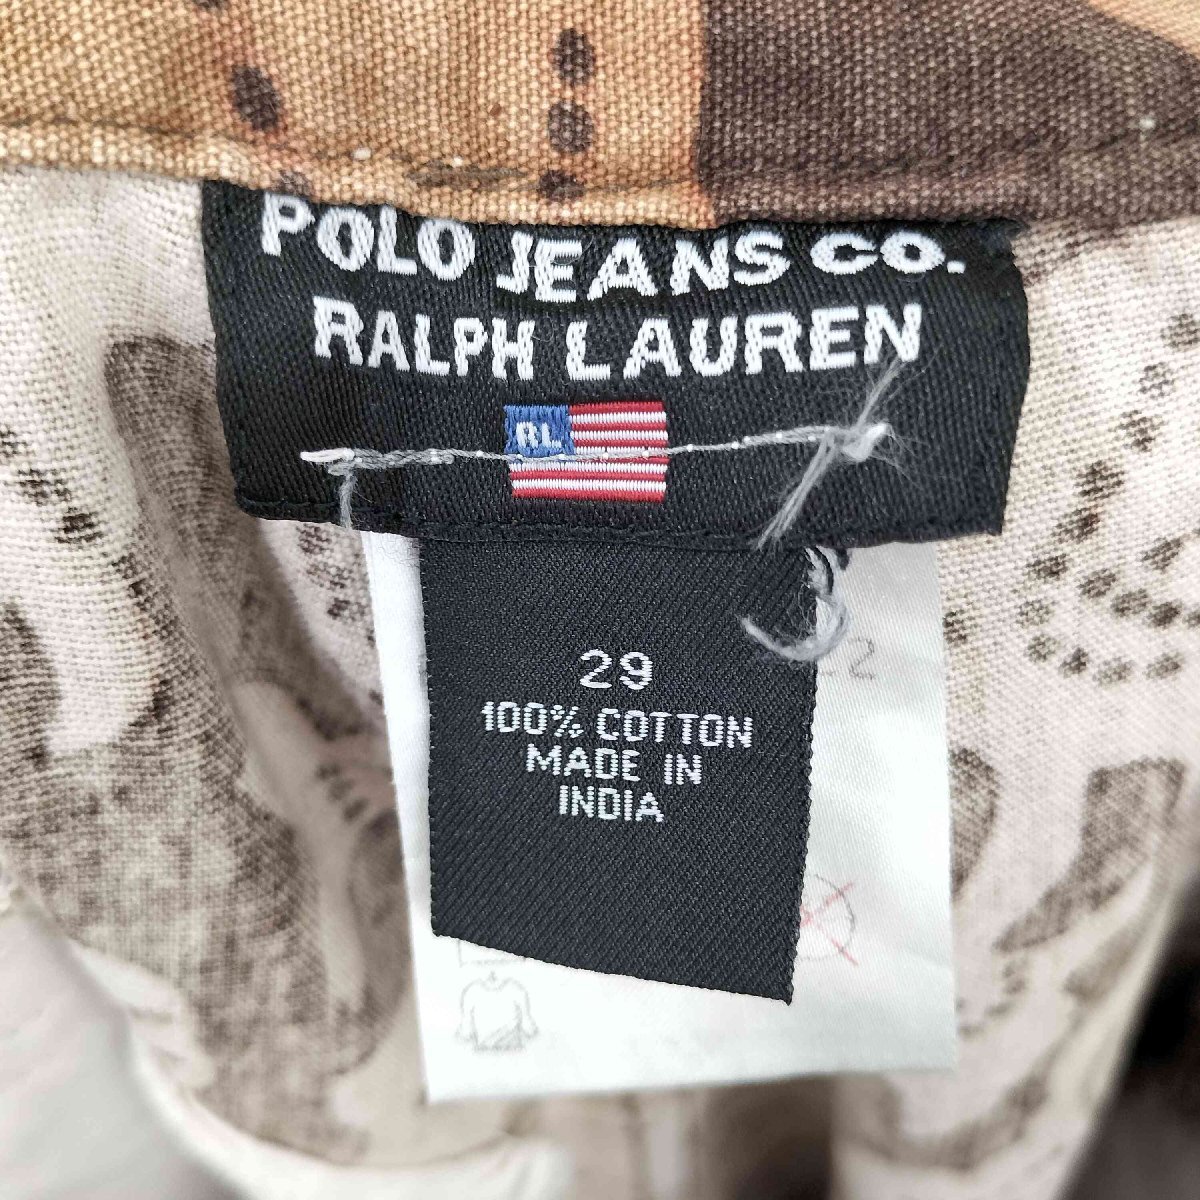 POLO JEANS CO.
RALPH LAUREN
RL
29
100% COTTON
MADE IN
INDIA